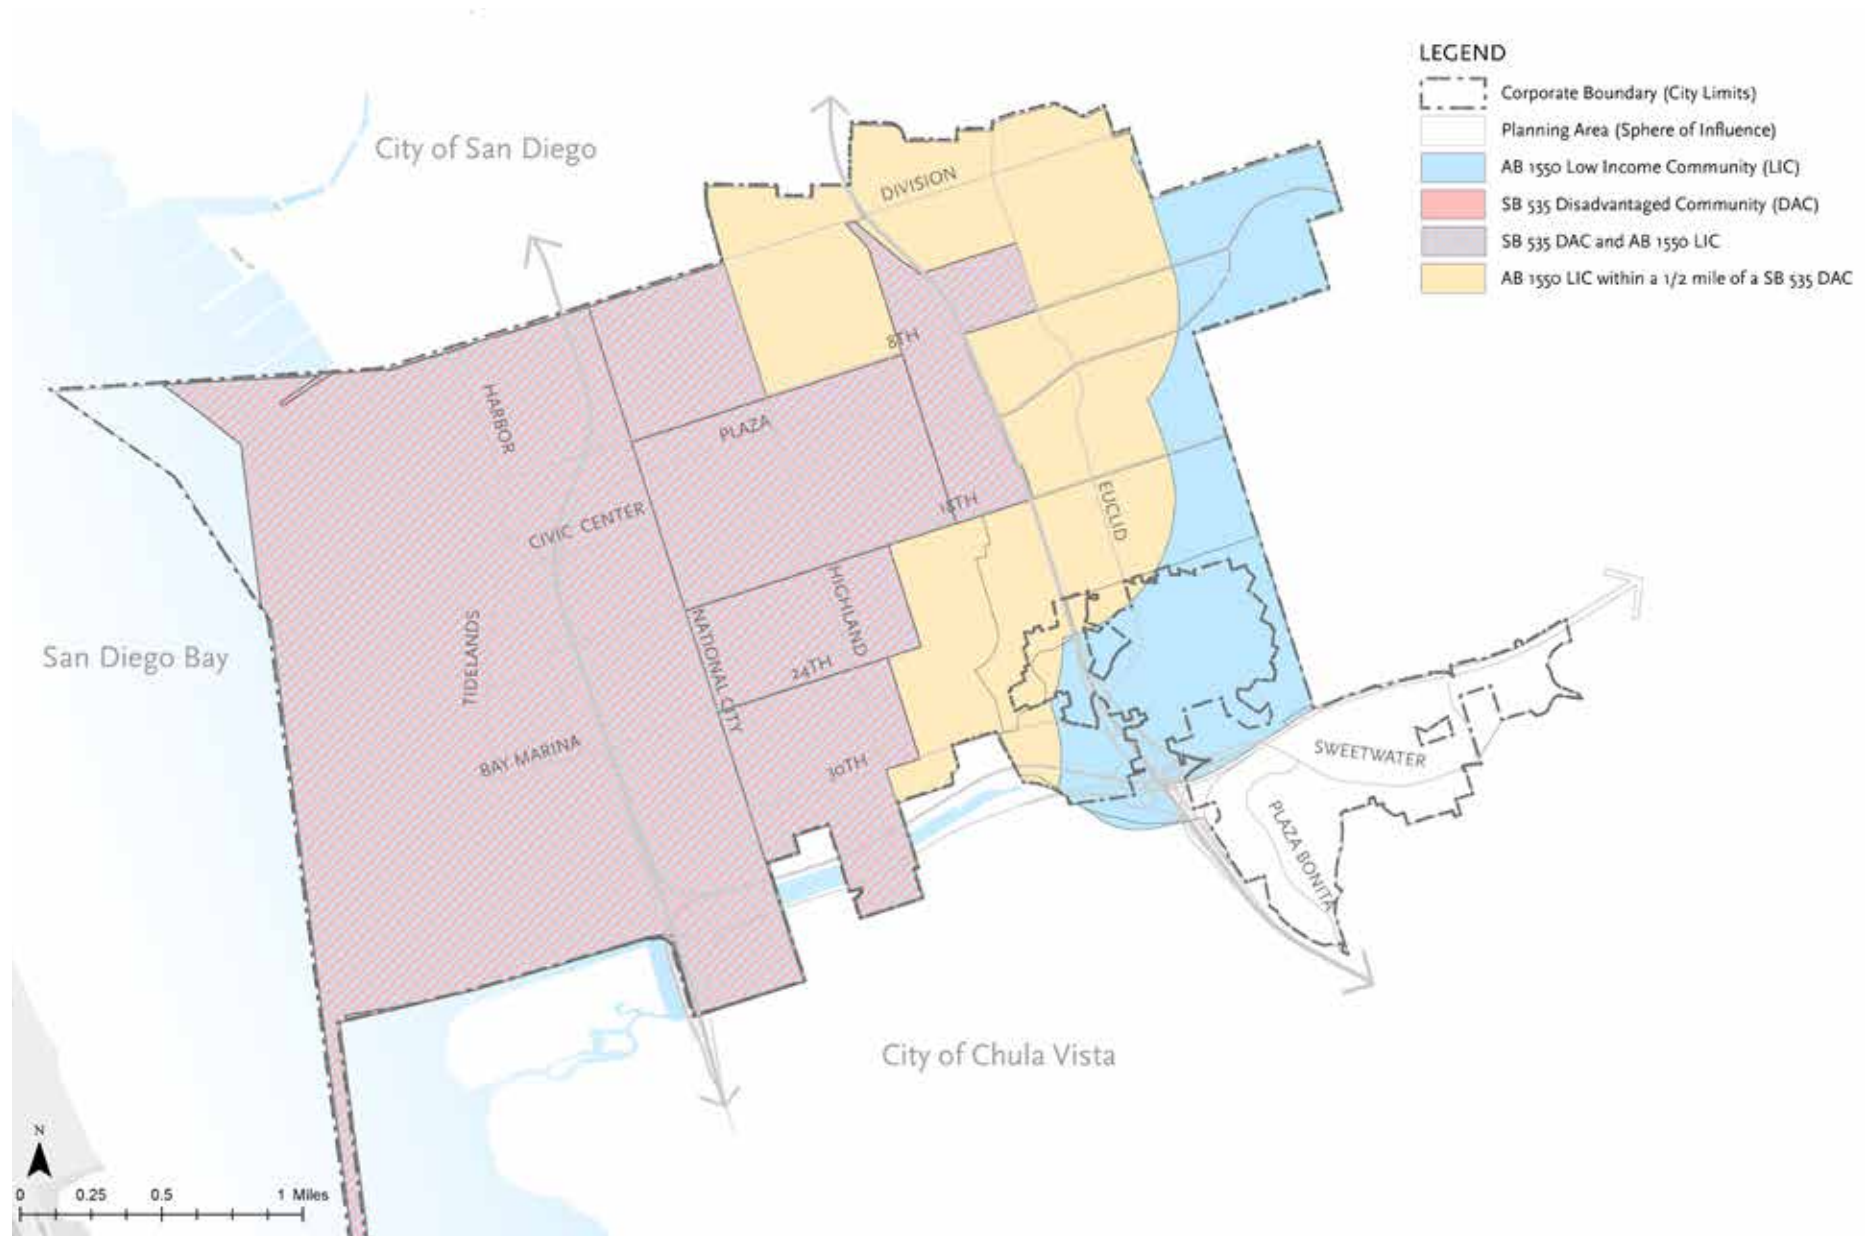 LEGEND
Corporate Boundary (City Limits)
Planning Area (Sphere of Influence)
AB 1550 Low Income Community (LIC)
SB 535 Disadvantaged Community (DAC)
SB 535 DAC and AB 1550 LIC
AB 1550 LIC within a 1/2 mile of a SB 535 DAC
City of San Diego
DIVISION
8TH
HARBOR
PLAZA
CIVIC CENTER
18TH
EUCLID
HIGHLAND
NATIONAL CITY
24TH
TIDELANDS
San Diego Bay
BAY MARINA
30TH
SWEETWATER
PLAZA BONITA
City of Chula Vista
N
0 0.25 0.5 1 Miles